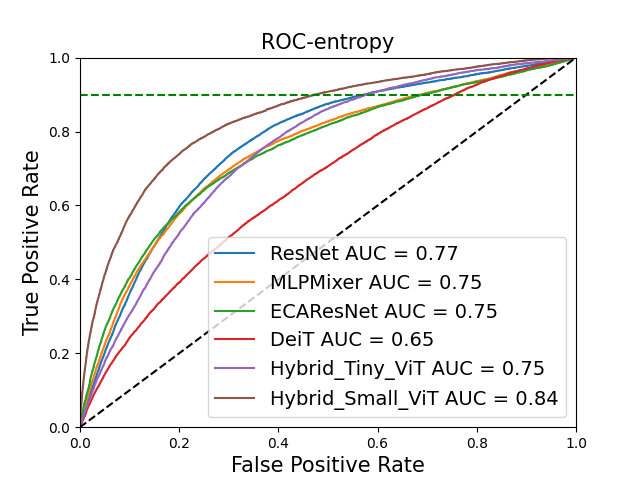 ROC-entropy
True Positive Rate
1.0
0.8
0.6
0.4
0.2
0.0
ResNet AUC = 0.77
MLPMixer AUC = 0.75
ECAResNet AUC = 0.75
DeiT AUC = 0.65
Hybrid_Tiny_ViT AUC = 0.75
Hybrid_Small_ViT AUC = 0.84
0.0 0.2 0.4 0.6 0.8 1.0
False Positive Rate